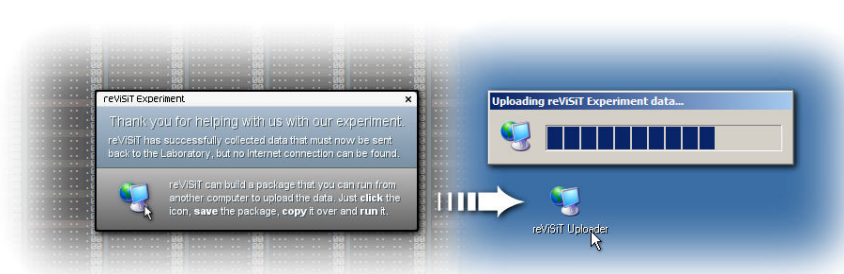 reViSiT Experiment
Thank you for helping with us with our experiment.
reViSiT has successfully collected data that must now be sent
back to the Laboratory, but no Internet connection can be found.
reViSiT can build a package that you can run from
another computer to upload the data. Just click the
icon, save the package, copy it over and run it.
Uploading reViSiT Experiment data...
reViSiT Uploader